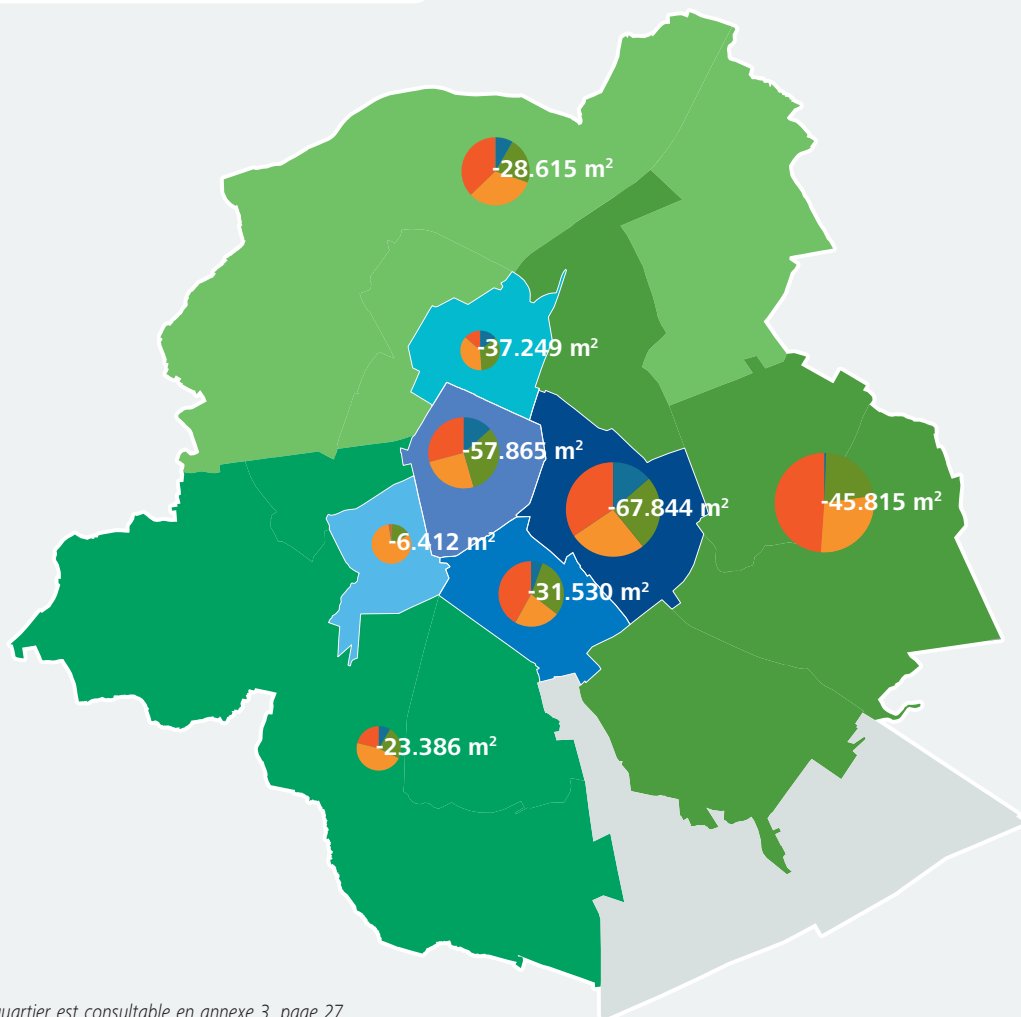 -28.615 m²
-37.249 m²
-57.865 m²
-67.844 m²
-45.815 m²
-6.412 m²
-31.530 m²
-23.386 m²
uartier est consultable en annexe 3, page 27